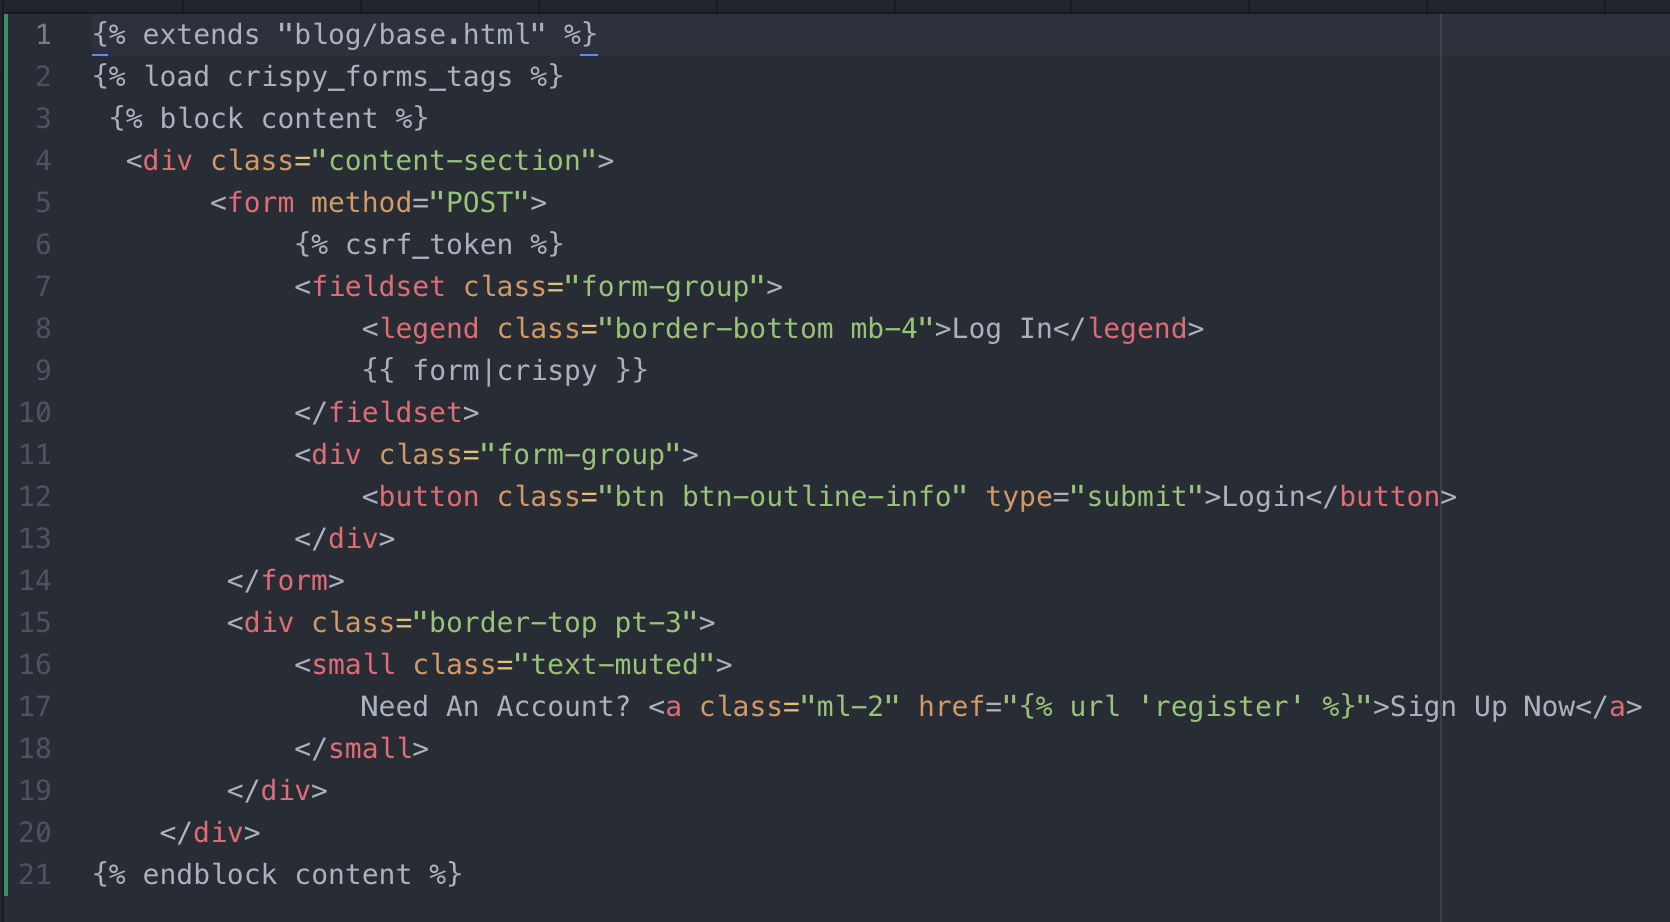 1 {% extends "blog/base.html" %}
2 {% load crispy_forms_tags %}
3  {% block content %}
4   <div class="content-section">
5        <form method="POST">
6             {% csrf_token %}
7             <fieldset class="form-group">
8                 <legend class="border-bottom mb-4">Log In</legend>
9                 {{ form|crispy }}
10            </fieldset>
11            <div class="form-group">
12                <button class="btn btn-outline-info" type="submit">Login</button>
13            </div>
14        </form>
15        <div class="border-top pt-3">
16            <small class="text-muted">
17                Need An Account? <a class="ml-2" href="{% url 'register' %}">Sign Up Now</a>
18            </small>
19        </div>
20    </div>
21 {% endblock content %}